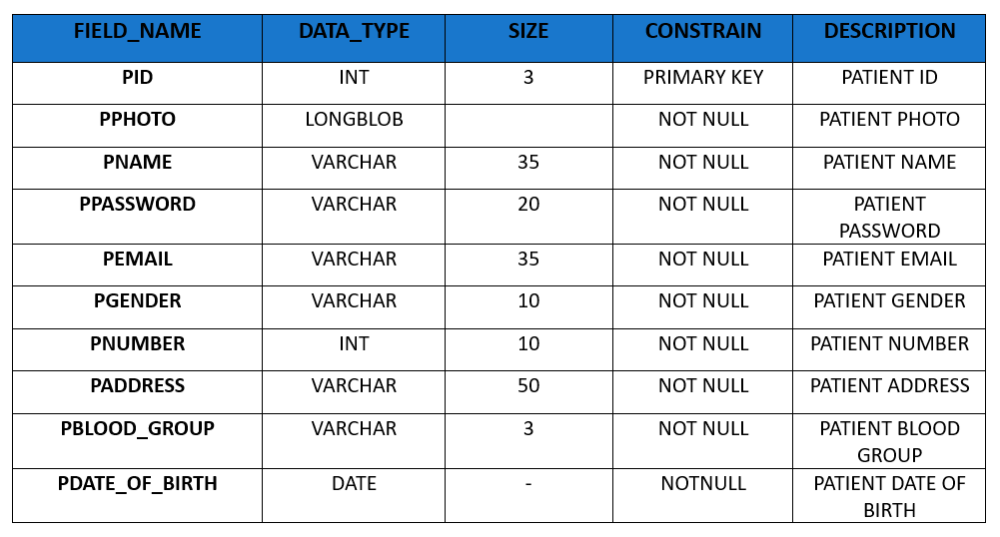 FIELD_NAME DATA_TYPE SIZE CONSTRAIN DESCRIPTION
PID INT 3 PRIMARY KEY PATIENT ID
PPHOTO LONGBLOB NOT NULL PATIENT PHOTO
PNAME VARCHAR 35 NOT NULL PATIENT NAME
PPASSWORD VARCHAR 20 NOT NULL PATIENT
PASSWORD
PEMAIL VARCHAR 35 NOT NULL PATIENT EMAIL
PGENDER VARCHAR 10 NOT NULL PATIENT GENDER
PNUMBER INT 10 NOT NULL PATIENT NUMBER
PADDRESS VARCHAR 50 NOT NULL PATIENT ADDRESS
PBLOOD_GROUP VARCHAR 3 NOT NULL PATIENT BLOOD
GROUP
PDATE_OF_BIRTH DATE - NOTNULL PATIENT DATE OF
BIRTH